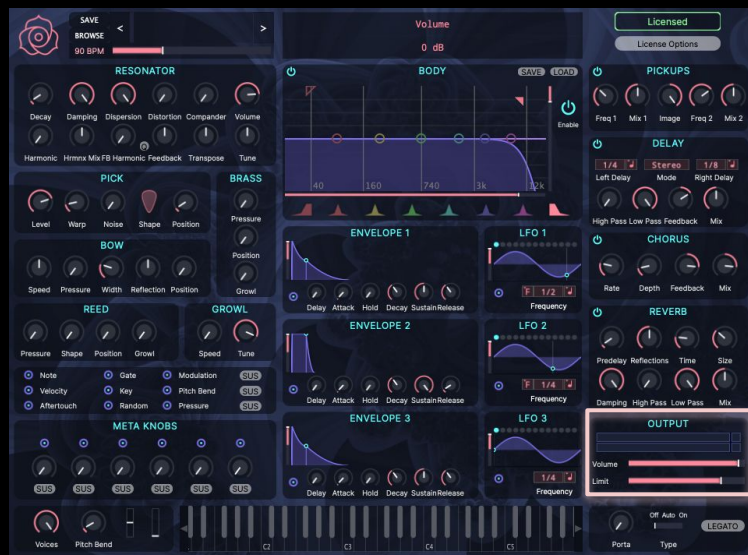 SAVE
BROWSE
90 BPM
< >
Volume
0 dB
Licensed
License Options
RESONATOR
Decay Damping Dispersion Distortion Compander Volume
Harmonic Hrmnx Mix FB Harmonic Feedback Transpose Tune
BODY
SAVE LOAD
Enable
40 160 740 3k 12k
PICKUPS
Freq 1 Mix 1 Image Freq 2 Mix 2
DELAY
1/4 Stereo 1/8
Left Delay Mode Right Delay
High Pass Low Pass Feedback Mix
PICK
Level Warp Noise Shape Position
BRASS
Pressure
Position
Growl
BOW
Speed Pressure Width Reflection Position
ENVELOPE 1
Delay Attack Hold Decay Sustain Release
LFO 1
F 1/2
Frequency
CHORUS
Rate Depth Feedback Mix
REED
Pressure Shape Position Growl
GROWL
Speed Tune
ENVELOPE 2
Delay Attack Hold Decay Sustain Release
LFO 2
F 1/4
Frequency
REVERB
Predelay Reflections Time Size
Damping High Pass Low Pass Mix
Note Gate Modulation SUS
Velocity Key Pitch Bend SUS
Aftertouch Random Pressure SUS
META KNOBS
SUS SUS SUS SUS SUS SUS
ENVELOPE 3
Delay Attack Hold Decay Sustain Release
LFO 3
1/4
Frequency
OUTPUT
Volume
Limit
Voices Pitch Bend
C2 C3 C4 C5
Off Auto On
Porta Type
LEGATO